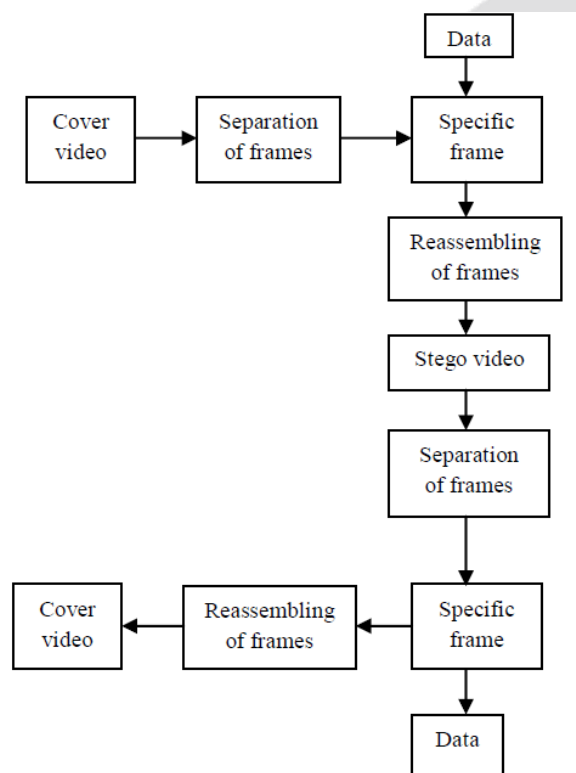 Data
Cover
video
Separation
of frames
Specific
frame
Reassembling
of frames
Stego video
Separation
of frames
Cover
video
Reassembling
of frames
Specific
frame
Data